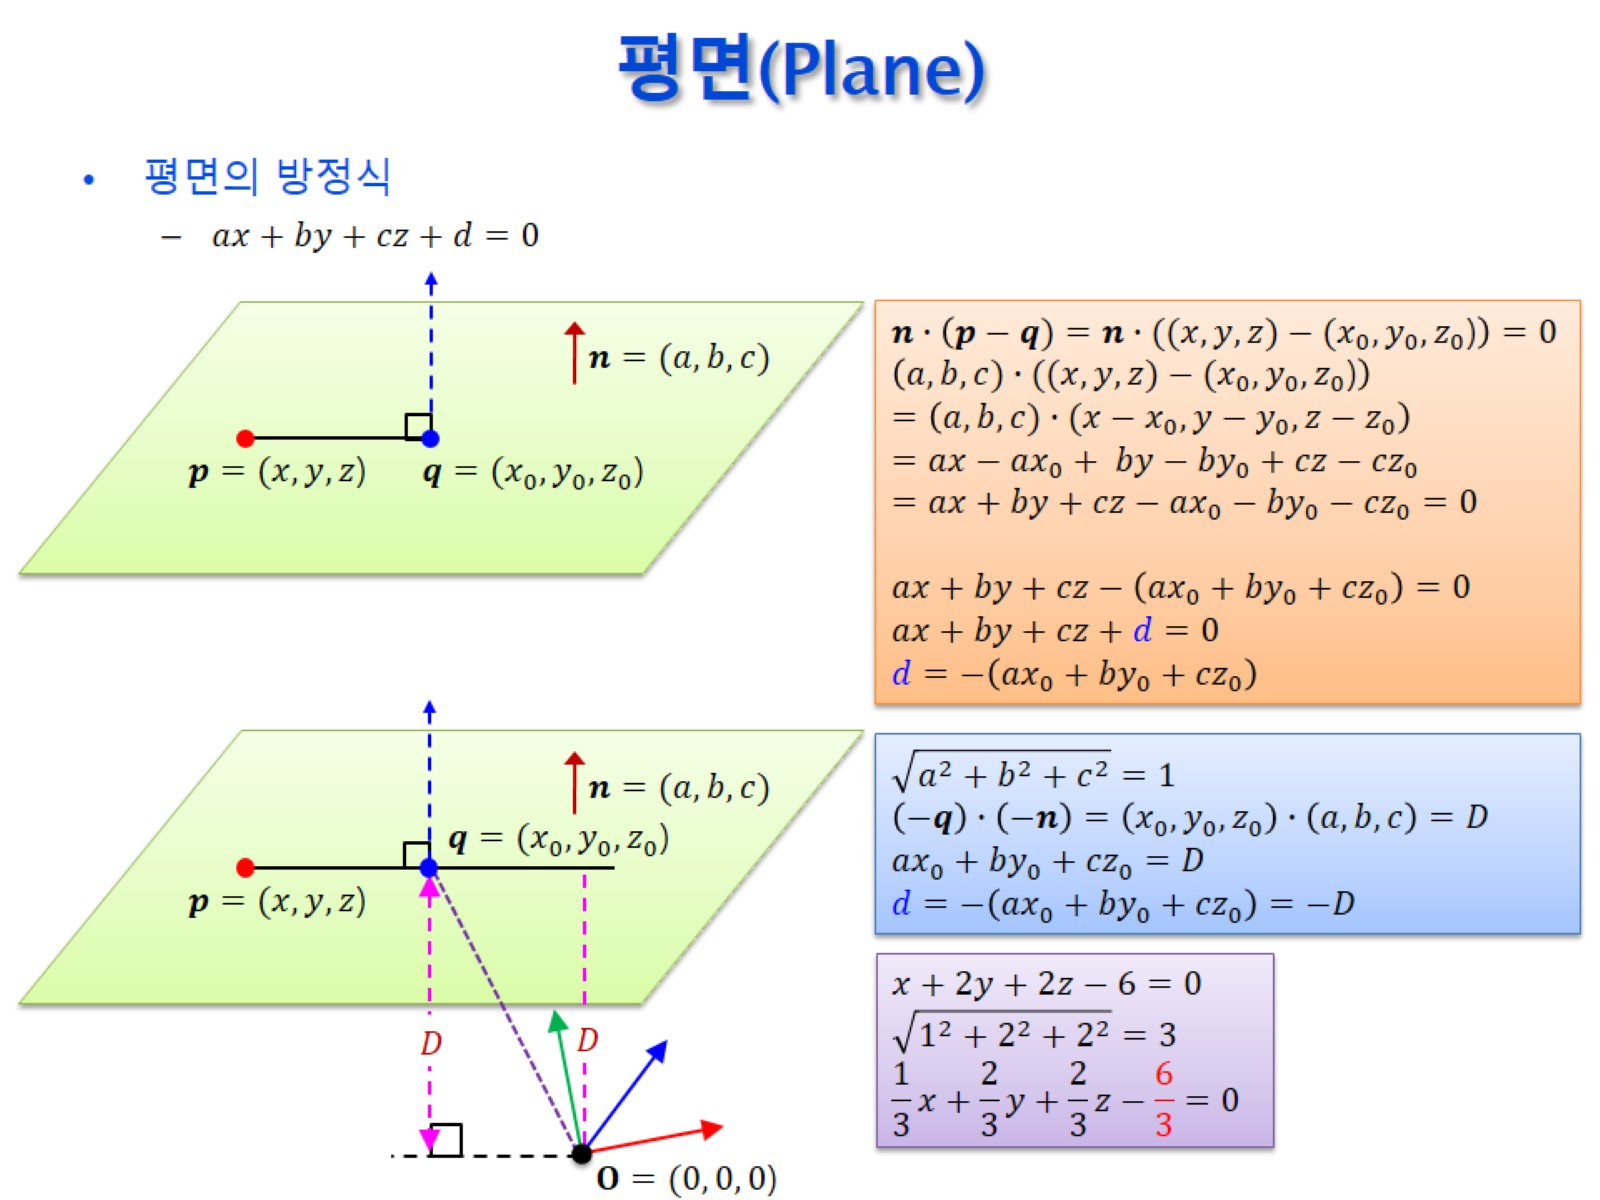 평면(Plane)
• 평면의 방정식
– ax + by + cz + d = 0
n = (a, b, c)
p = (x, y, z)
q = (x₀, y₀, z₀)
n · (p − q) = n · ((x, y, z) − (x₀, y₀, z₀)) = 0
(a, b, c) · ((x, y, z) − (x₀, y₀, z₀))
= (a, b, c) · (x − x₀, y − y₀, z − z₀)
= ax − ax₀ + by − by₀ + cz − cz₀
= ax + by + cz − ax₀ − by₀ − cz₀ = 0
ax + by + cz − (ax₀ + by₀ + cz₀) = 0
ax + by + cz + d = 0
d = −(ax₀ + by₀ + cz₀)
n = (a, b, c)
q = (x₀, y₀, z₀)
p = (x, y, z)
D
D
O = (0, 0, 0)
√(a² + b² + c²) = 1
(−q) · (−n) = (x₀, y₀, z₀) · (a, b, c) = D
ax₀ + by₀ + cz₀ = D
d = −(ax₀ + by₀ + cz₀) = −D
x + 2y + 2z − 6 = 0
√(1² + 2² + 2²) = 3
1/3 x + 2/3 y + 2/3 z − 6/3 = 0